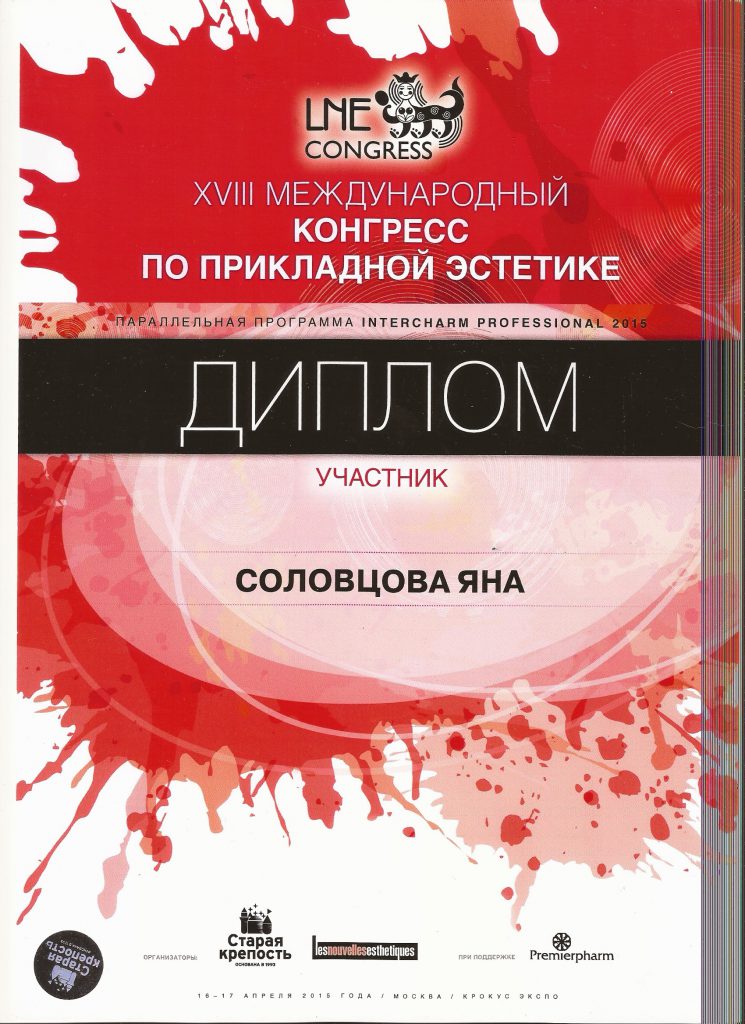 LNE
CONGRESS
XVIII МЕЖДУНАРОДНЫЙ
КОНГРЕСС
ПО ПРИКЛАДНОЙ ЭСТЕТИКЕ
ПАРАЛЛЕЛЬНАЯ ПРОГРАММА INTERCHARM PROFESSIONAL 2015
ДИПЛОМ
УЧАСТНИК
СОЛОВЦОВА ЯНА
ОРГАНИЗАТОРЫ:
Старая
крепость
ОСНОВАНА В 1993
lesnouvellesesthetiques
ПРИ ПОДДЕРЖКЕ
Premierpharm
Старая
крепость
16–17 АПРЕЛЯ 2015 ГОДА / МОСКВА / КРОКУС ЭКСПО